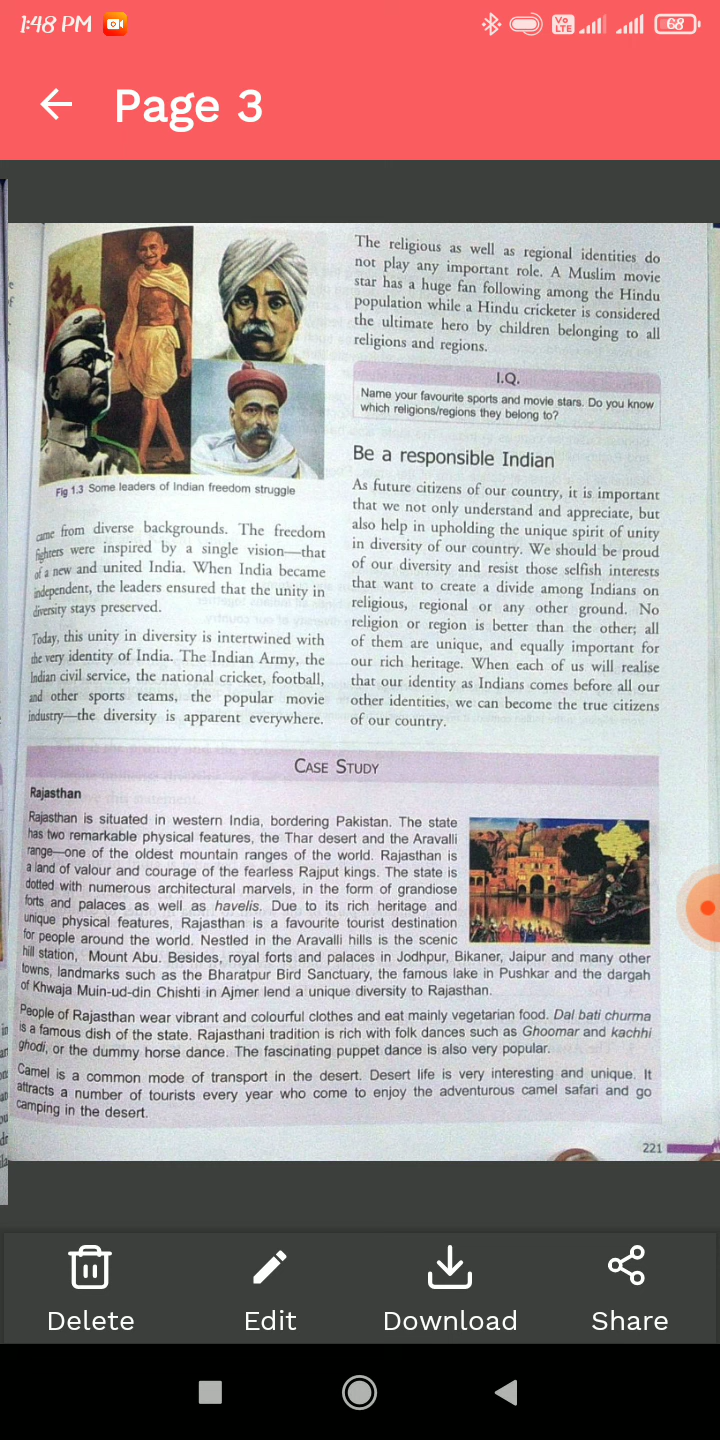 1:48 PM
Vo
LTE
68
Page 3
Fig 1.3 Some leaders of Indian freedom struggle
came from diverse backgrounds. The freedom
fighters were inspired by a single vision—that
of a new and united India. When India became
independent, the leaders ensured that the unity in
diversity stays preserved.
Today, this unity in diversity is intertwined with
the very identity of India. The Indian Army, the
Indian civil service, the national cricket, football,
and other sports teams, the popular movie
industry—the diversity is apparent everywhere.
The religious as well as regional identities do
not play any important role. A Muslim movie
star has a huge fan following among the Hindu
population while a Hindu cricketer is considered
the ultimate hero by children belonging to all
religions and regions.
I.Q.
Name your favourite sports and movie stars. Do you know
which religions/regions they belong to?
Be a responsible Indian
As future citizens of our country, it is important
that we not only understand and appreciate, but
also help in upholding the unique spirit of unity
in diversity of our country. We should be proud
of our diversity and resist those selfish interests
that want to create a divide among Indians on
religious, regional or any other ground. No
religion or region is better than the other; all
of them are unique, and equally important for
our rich heritage. When each of us will realise
that our identity as Indians comes before all our
other identities, we can become the true citizens
of our country.
CASE STUDY
Rajasthan
Rajasthan is situated in western India, bordering Pakistan. The state
has two remarkable physical features, the Thar desert and the Aravalli
range—one of the oldest mountain ranges of the world. Rajasthan is
a land of valour and courage of the fearless Rajput kings. The state is
dotted with numerous architectural marvels, in the form of grandiose
forts and palaces as well as havelis. Due to its rich heritage and
unique physical features, Rajasthan is a favourite tourist destination
for people around the world. Nestled in the Aravalli hills is the scenic
hill station, Mount Abu. Besides, royal forts and palaces in Jodhpur, Bikaner, Jaipur and many other
towns, landmarks such as the Bharatpur Bird Sanctuary, the famous lake in Pushkar and the dargah
of Khwaja Muin-ud-din Chishti in Ajmer lend a unique diversity to Rajasthan.
People of Rajasthan wear vibrant and colourful clothes and eat mainly vegetarian food. Dal bati churma
is a famous dish of the state. Rajasthani tradition is rich with folk dances such as Ghoomar and kachhi
ghodi, or the dummy horse dance. The fascinating puppet dance is also very popular.
Camel is a common mode of transport in the desert. Desert life is very interesting and unique. It
attracts a number of tourists every year who come to enjoy the adventurous camel safari and go
camping in the desert.
221
Delete
Edit
Download
Share